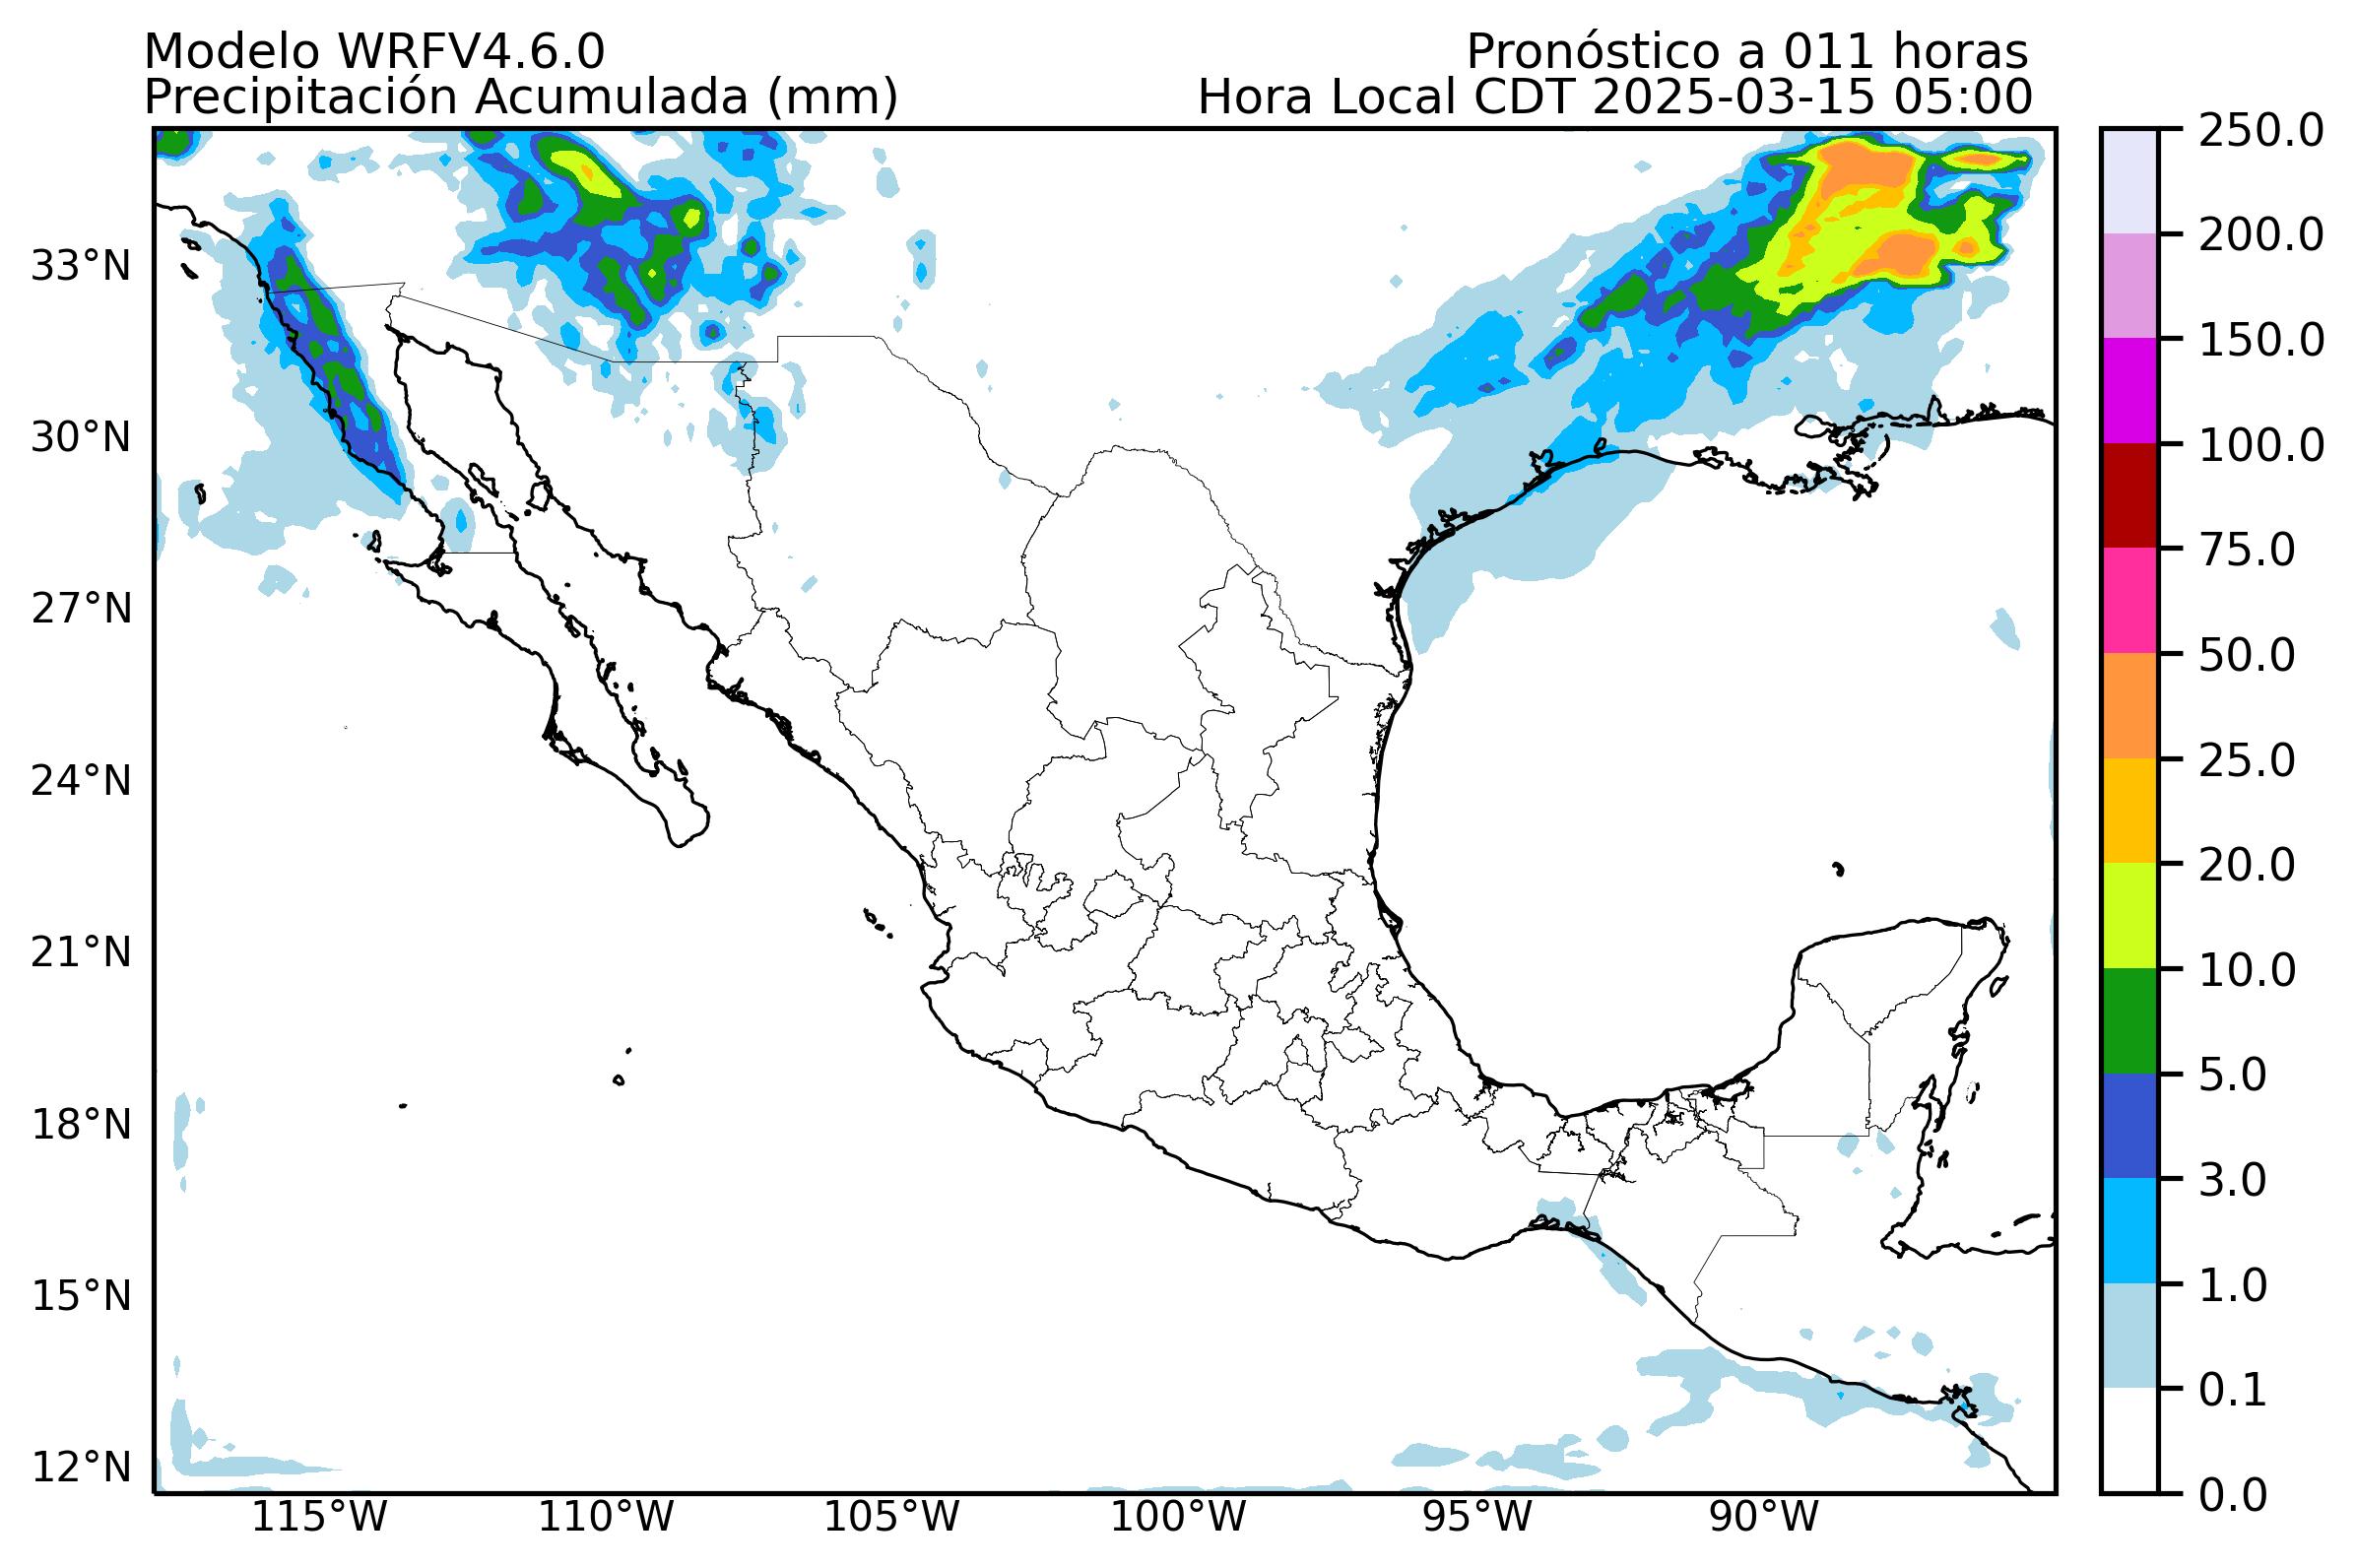 Modelo WRFV4.6.0
Pronóstico a 011 horas
Precipitación Acumulada (mm)
Hora Local CDT 2025-03-15 05:00
33°N
30°N
27°N
24°N
21°N
18°N
15°N
12°N
115°W
110°W
105°W
100°W
95°W
90°W
250.0
200.0
150.0
100.0
75.0
50.0
25.0
20.0
10.0
5.0
3.0
1.0
0.1
0.0